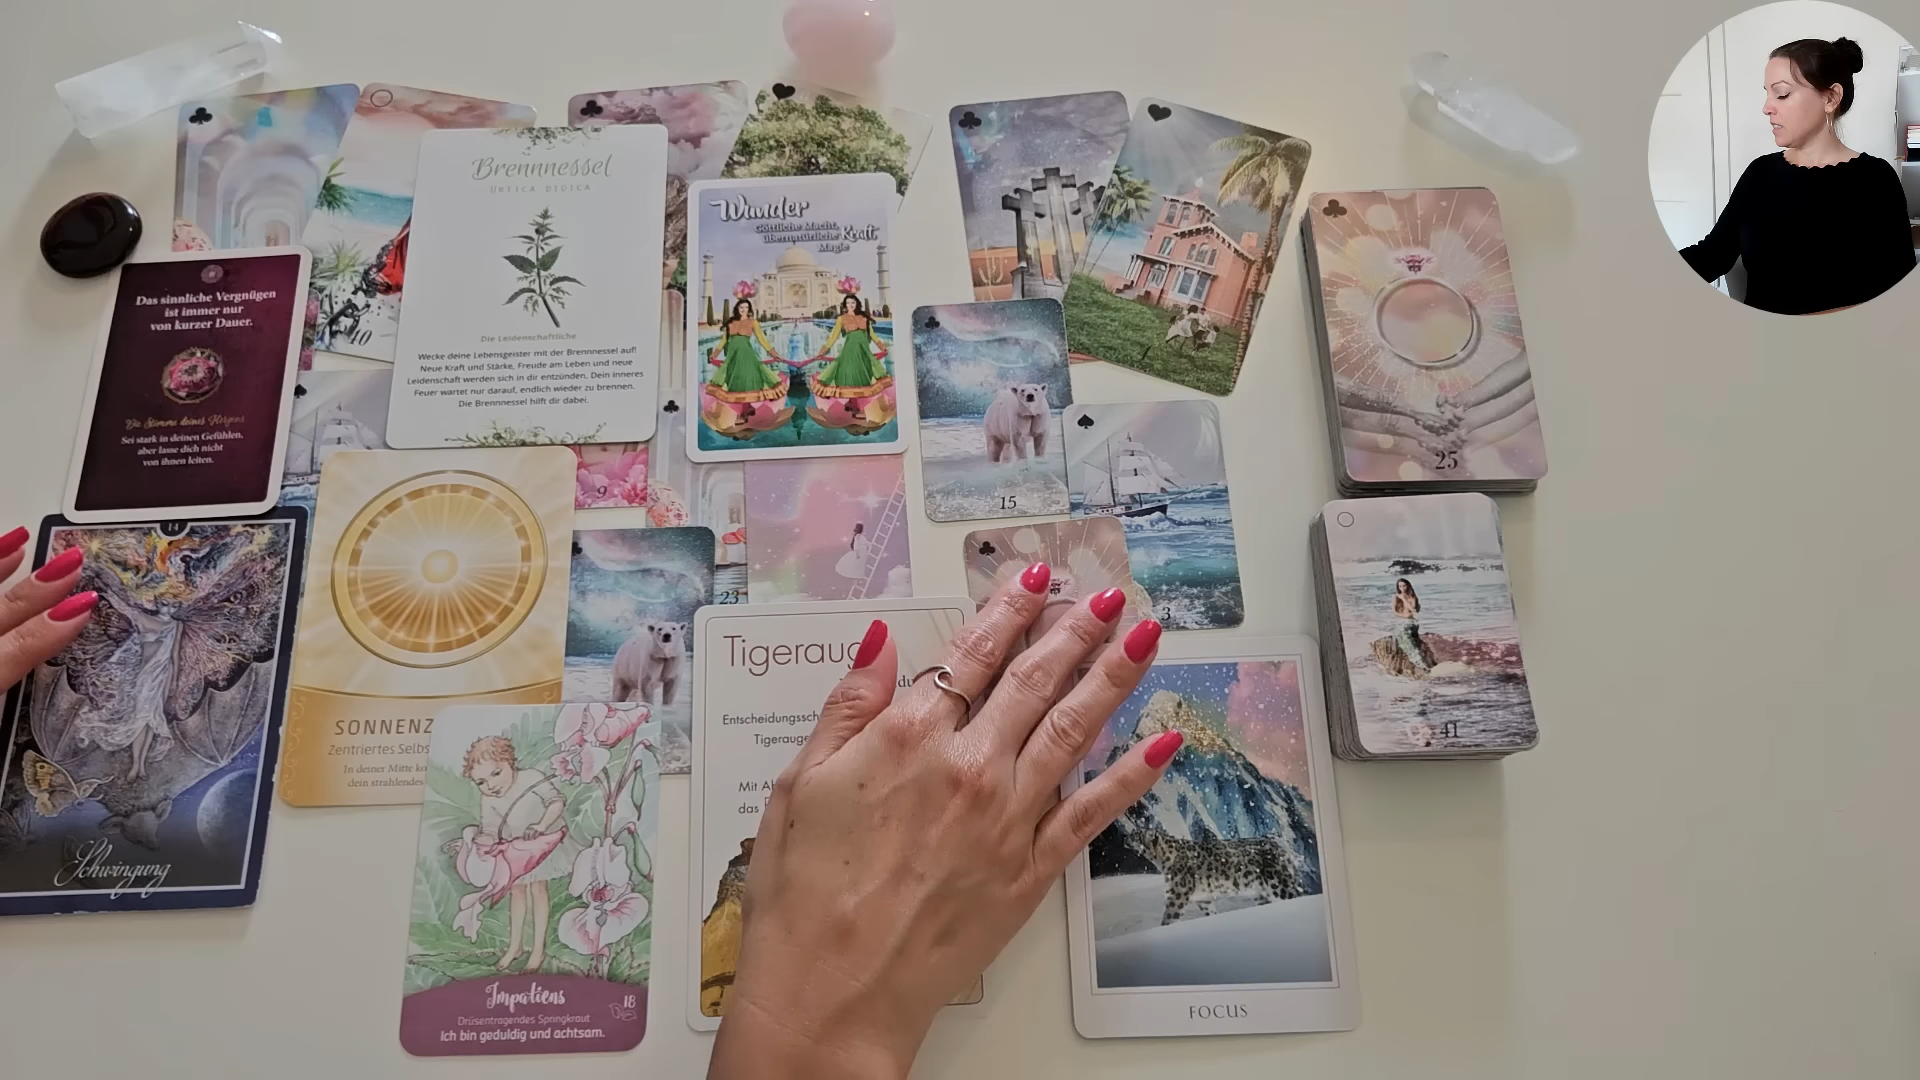 Das sinnliche Vergnügen
ist immer nur
von kurzer Dauer.
Die Stimme deines Herzens
Sei stark in deinen Gefühlen,
aber lasse dich nicht
von ihnen leiten.
14
Schwingung
40
Brennnessel
URTICA DIOICA
Die Leidenschaftliche
Wecke deine Lebensgeister mit der Brennnessel auf!
Neue Kraft und Stärke, Freude am Leben und neue
Leidenschaft werden sich in dir entzünden. Dein inneres
Feuer wartet nur darauf, endlich wieder zu brennen.
Die Brennnessel hilft dir dabei.
SONNENZ
Zentriertes Selbs
In deiner Mitte
dein strahlendes
9
Impatiens
18
Drüsentragendes Springkraut
Ich bin geduldig und achtsam.
Wunder
Göttliche Macht,
übernatürliche Kraft,
Magie
23
Tigeraug
Entscheidungssch
Tigerauge
Mit
das
15
3
FOCUS
25
41